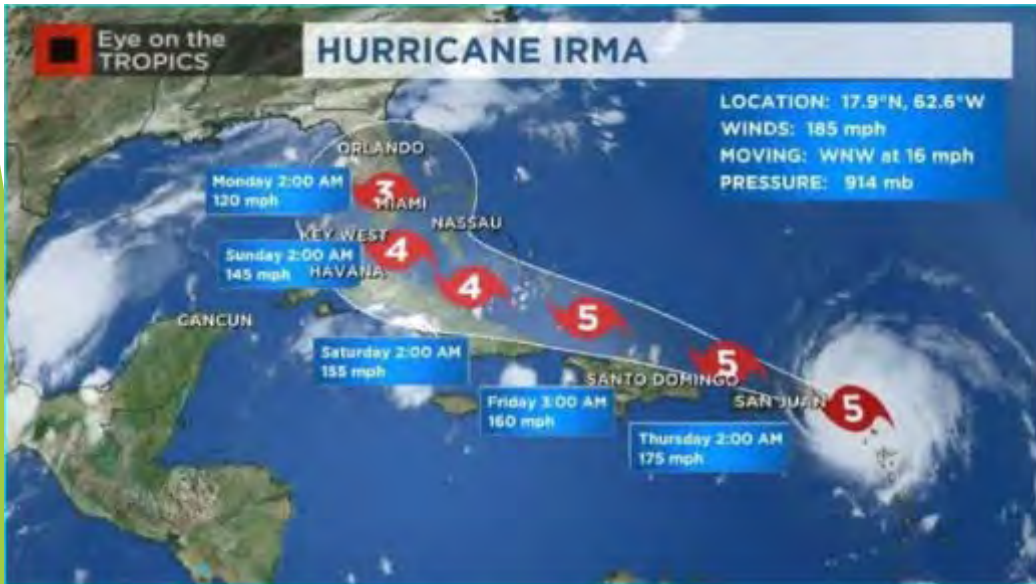 Eye on the
TROPICS
HURRICANE IRMA
LOCATION: 17.9°N, 62.6°W
WINDS: 185 mph
MOVING: WNW at 16 mph
PRESSURE: 914 mb
ORLANDO
Monday 2:00 AM
120 mph
3
MIAMI
NASSAU
KEY WEST
4
Sunday 2:00 AM
145 mph
HAVANA
4
CANCUN
5
Saturday 2:00 AM
155 mph
5
SANTO DOMINGO
Friday 3:00 AM
160 mph
SAN JUAN
5
Thursday 2:00 AM
175 mph